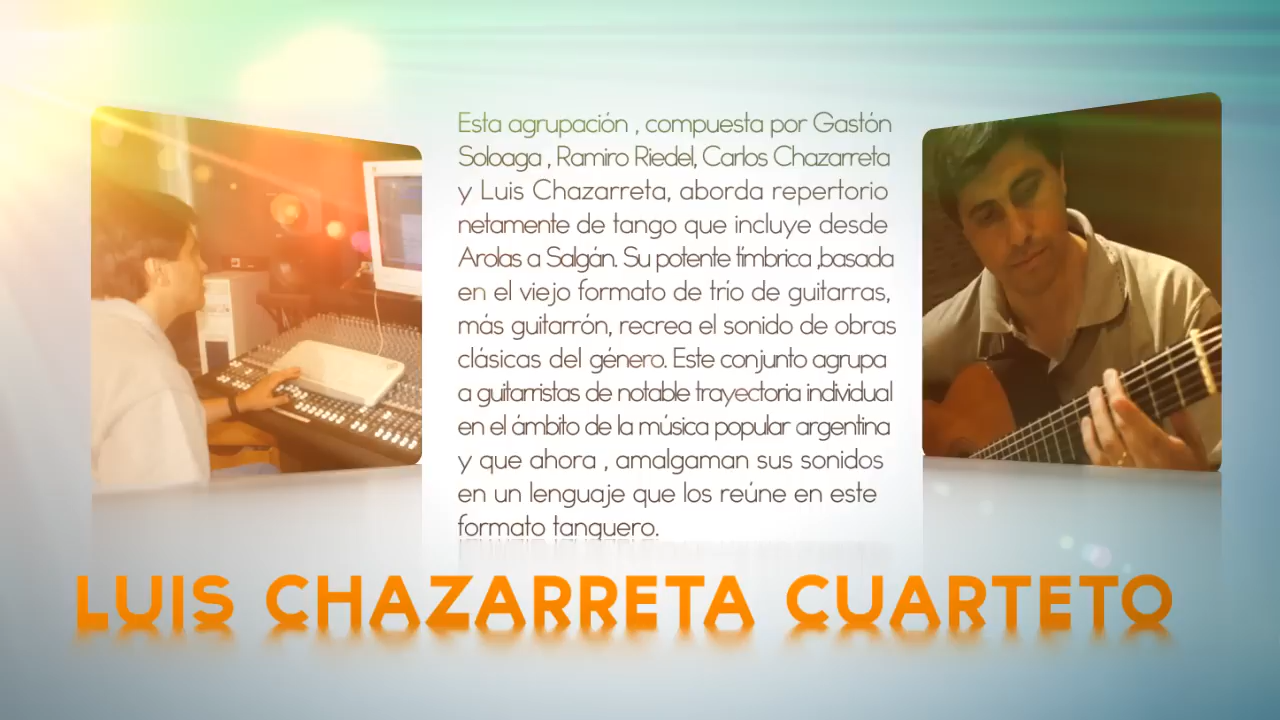 Esta agrupación , compuesta por Gastón
Soloaga , Ramiro Riedel, Carlos Chazarreta
y Luis Chazarreta, aborda repertorio
netamente de tango que incluye desde
Arolas a Salgán. Su potente tímbrica ,basada
en el viejo formato de trío de guitarras,
más guitarrón, recrea el sonido de obras
clásicas del género. Este conjunto agrupa
a guitarristas de notable trayectoria individual
en el ámbito de la música popular argentina
y que ahora , amalgaman sus sonidos
en un lenguaje que los reúne en este
formato tanguero.
LUIS CHAZARRETA CUARTETO